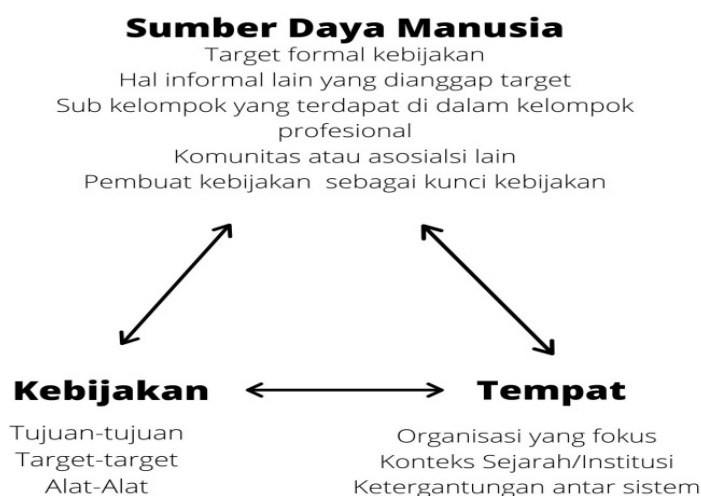 Sumber Daya Manusia
Target formal kebijakan
Hal informal lain yang dianggap target
Sub kelompok yang terdapat di dalam kelompok
profesional
Komunitas atau asosialsi lain
Pembuat kebijakan sebagai kunci kebijakan
Kebijakan
Tujuan-tujuan
Target-target
Alat-Alat
Tempat
Organisasi yang fokus
Konteks Sejarah/Institusi
Ketergantungan antar sistem